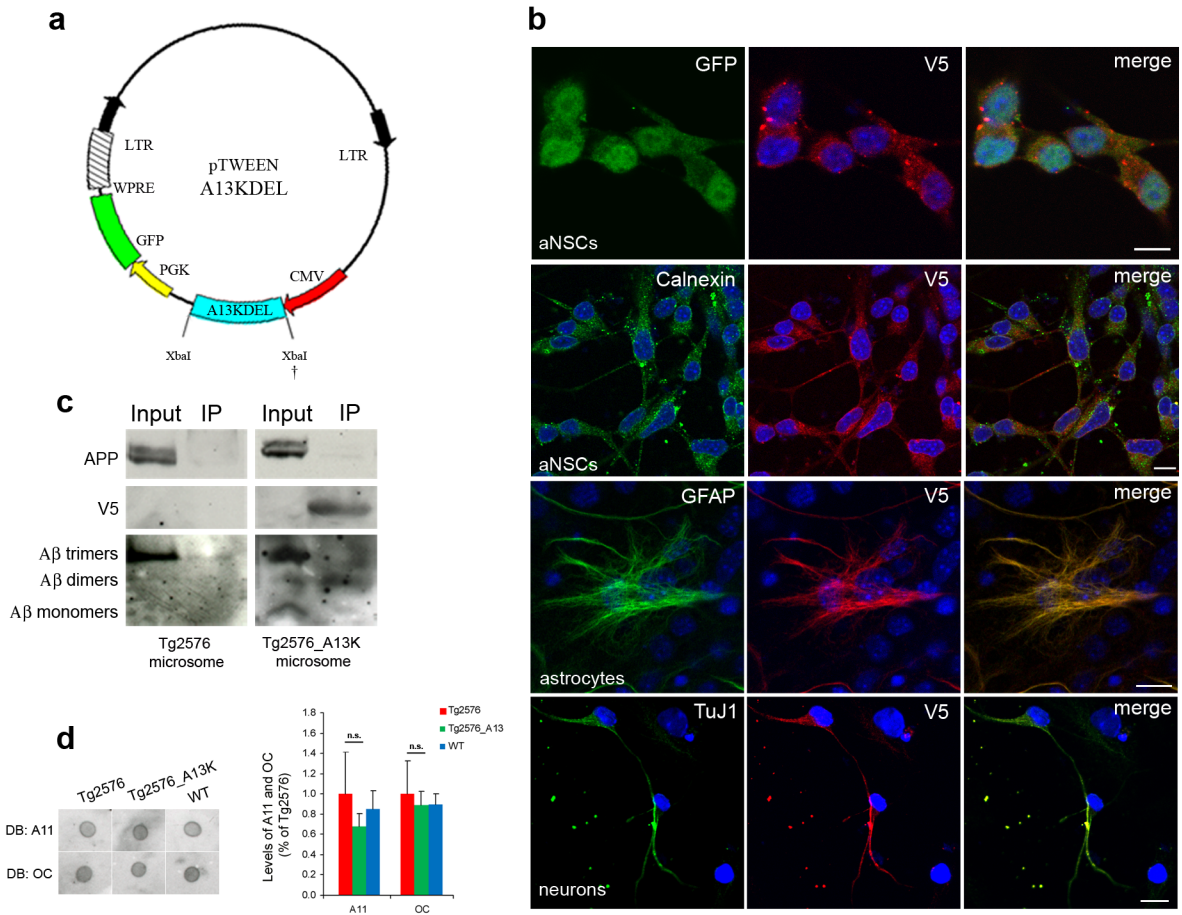 a
LTR
LTR
pTWEEN
A13KDEL
WPRE
GFP
PGK
CMV
A13KDEL
XbaI
XbaI
†
b
GFP
V5
merge
aNSCs
Calnexin
V5
merge
aNSCs
GFAP
V5
merge
astrocytes
TuJ1
V5
merge
neurons
c
Input IP Input IP
APP
V5
Aβ trimers
Aβ dimers
Aβ monomers
Tg2576
microsome
Tg2576_A13K
microsome
d
Tg2576
Tg2576_A13K
WT
DB: A11
DB: OC
Levels of A11 and OC
(% of Tg2576)
1.8
1.6
1.4
1.2
1.0
0.8
0.6
0.4
0.2
0.0
n.s.
n.s.
A11
OC
Tg2576
Tg2576_A13
WT